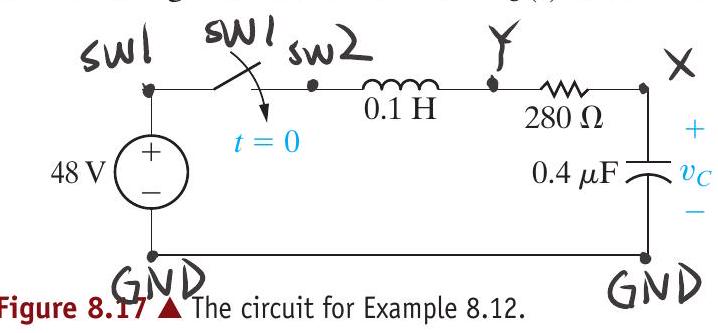 SW1 SW1 SW2 Y X
0.1 H 280 Ω
t = 0 +
48 V + − 0.4 μF v_C
−
GND GND
Figure 8.17 ▲ The circuit for Example 8.12.